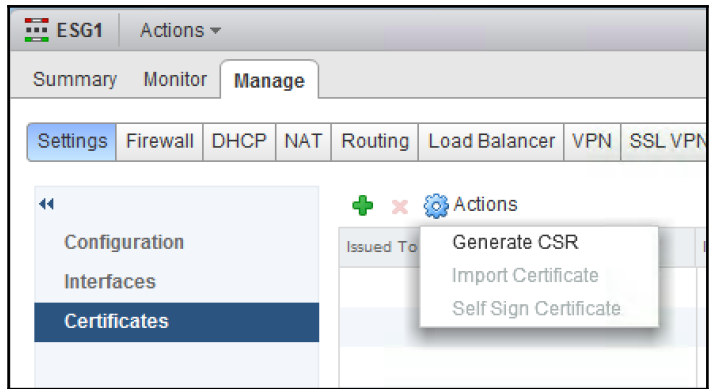 ESG1 Actions
Summary Monitor Manage
Settings Firewall DHCP NAT Routing Load Balancer VPN SSL VPN
Actions
Configuration
Issued To
Generate CSR
Interfaces
Import Certificate
Certificates
Self Sign Certificate